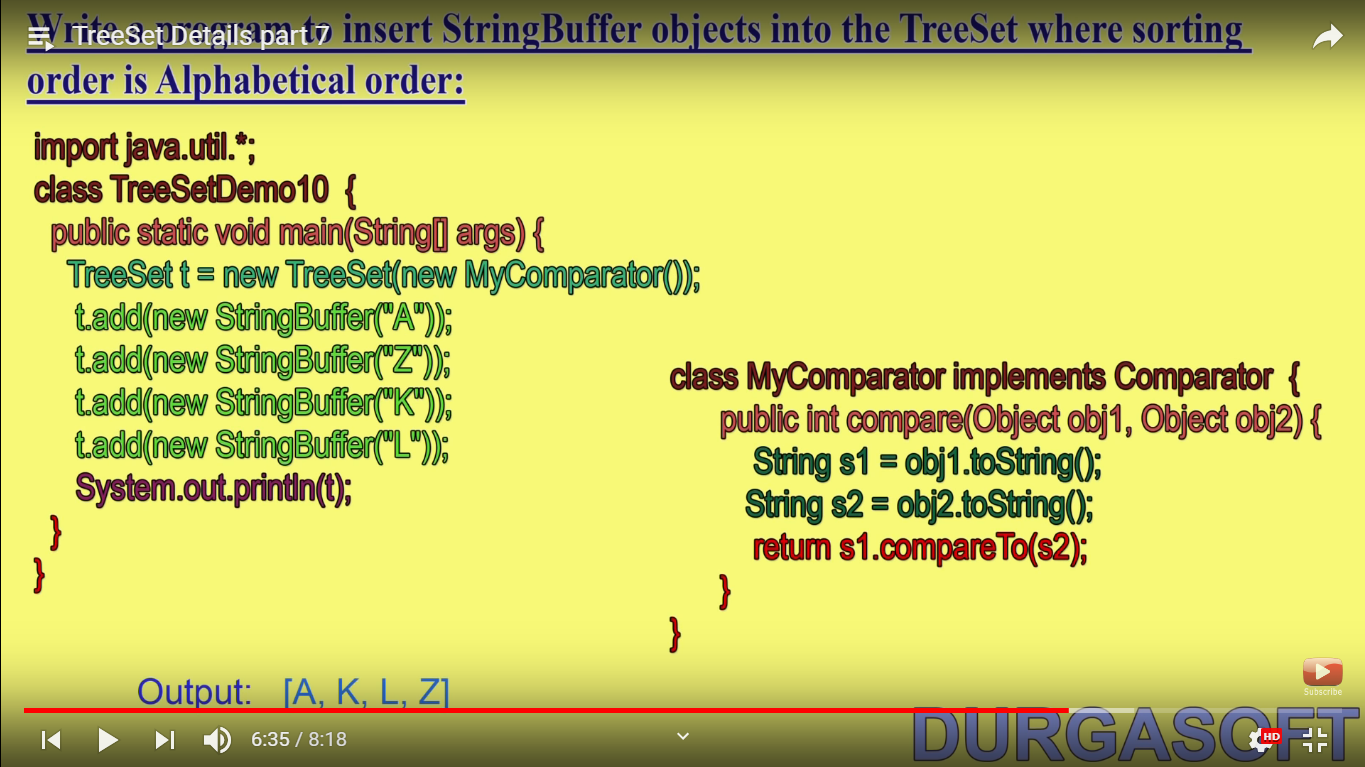 Write a program to insert StringBuffer objects into the TreeSet where sorting
TreeSet Details part 7
order is Alphabetical order:
import java.util.*;
class TreeSetDemo10 {
public static void main(String[] args) {
TreeSet t = new TreeSet(new MyComparator());
t.add(new StringBuffer("A"));
t.add(new StringBuffer("Z"));
t.add(new StringBuffer("K"));
t.add(new StringBuffer("L"));
System.out.println(t);
}
}
class MyComparator implements Comparator {
public int compare(Object obj1, Object obj2) {
String s1 = obj1.toString();
String s2 = obj2.toString();
return s1.compareTo(s2);
}
}
Output: [A, K, L, Z]
Subscribe
DURGASOFT
6:35 / 8:18
HD